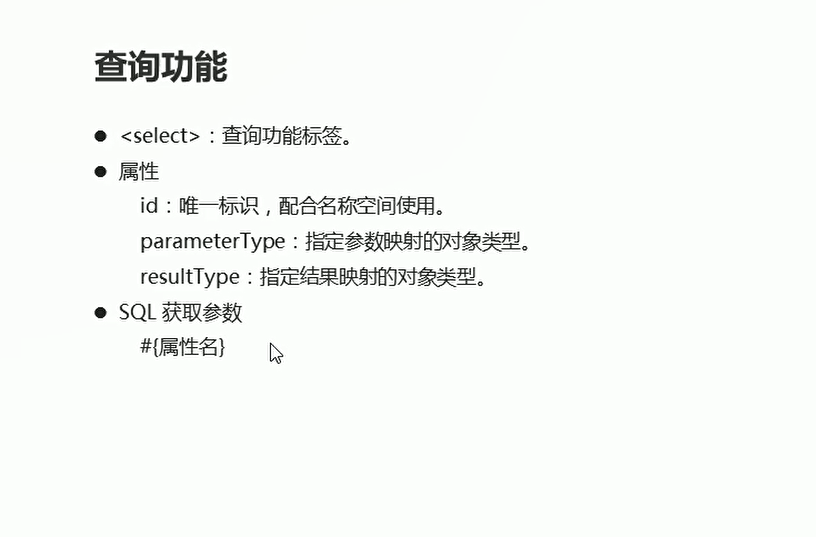 查询功能
● <select>：查询功能标签。
● 属性
id：唯一标识，配合名称空间使用。
parameterType：指定参数映射的对象类型。
resultType：指定结果映射的对象类型。
● SQL 获取参数
#{属性名}